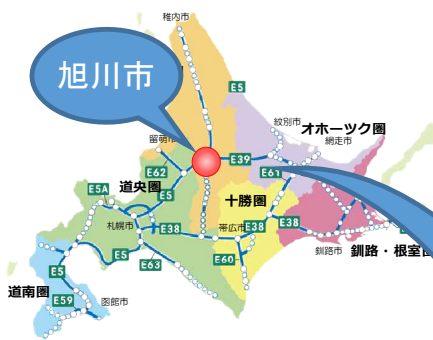 稚内市
旭川市
E5
紋別市
オホーツク圏
網走市
留萌市
E39
E62
E61
道央圏
E5A
E5
十勝圏
札幌市
E38
帯広市
E38
E38
釧路市
釧路・根室圏
E5
E63
E60
道南圏
E5
E59
函館市